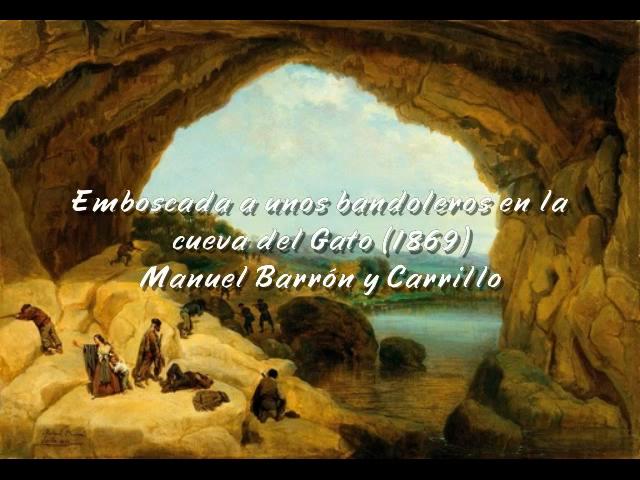 Emboscada a unos bandoleros en la
cueva del Gato (1869)
Manuel Barrón y Carrillo